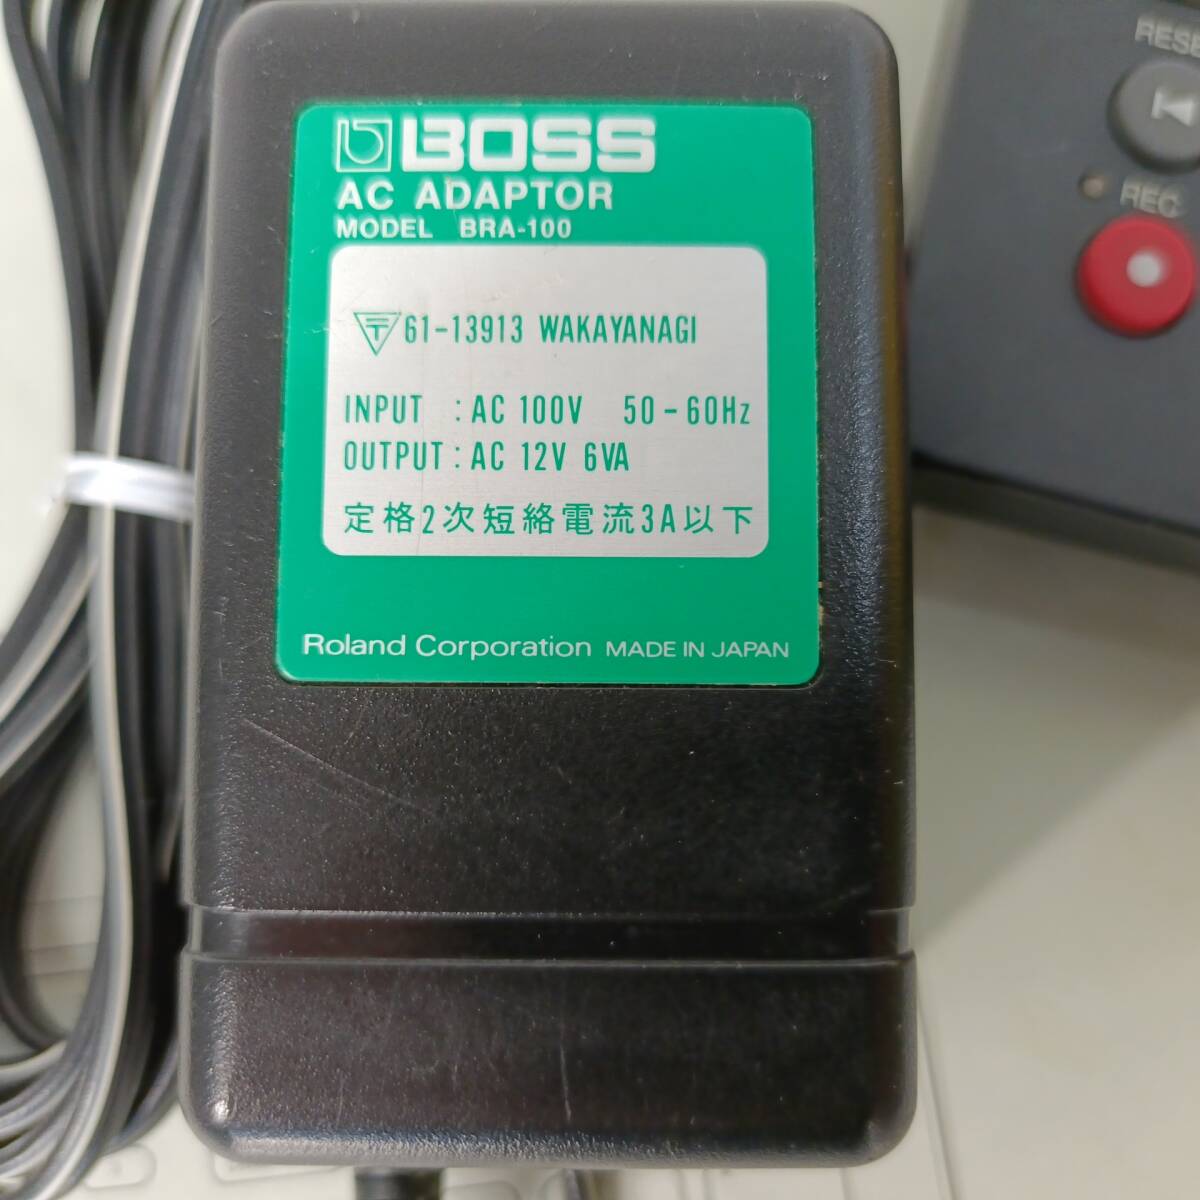 BOSS
AC ADAPTOR
MODEL BRA-100
〒61-13913 WAKAYANAGI
INPUT : AC 100V 50-60Hz
OUTPUT : AC 12V 6VA
定格2次短絡電流3A以下
Roland Corporation MADE IN JAPAN
RESE
REC